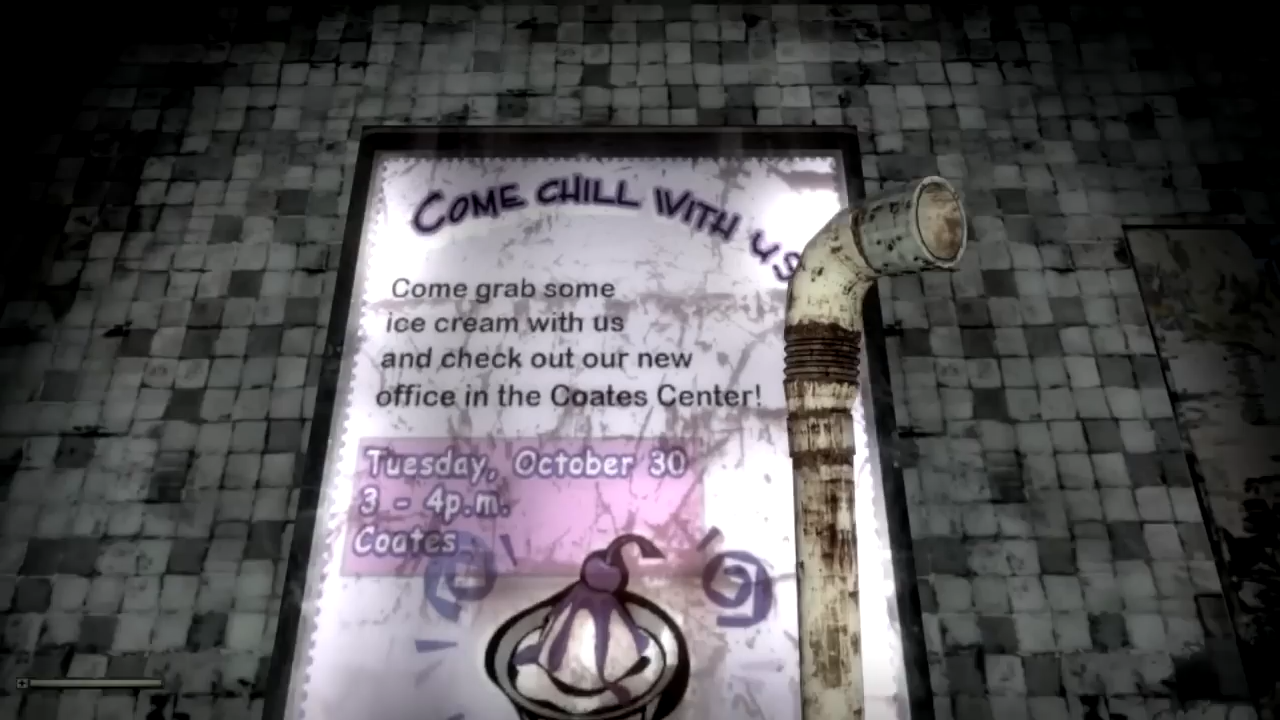 COME CHILL WITH US
Come grab some
ice cream with us
and check out our new
office in the Coates Center!
Tuesday, October 30
3 - 4p.m.
Coates